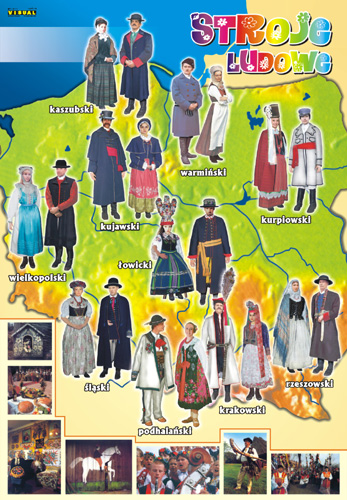 VISUAL
STROJE
LUDOWE
kaszubski
warmiński
kujawski
kurpiowski
wielkopolski
łowicki
śląski
rzeszowski
krakowski
podhalański